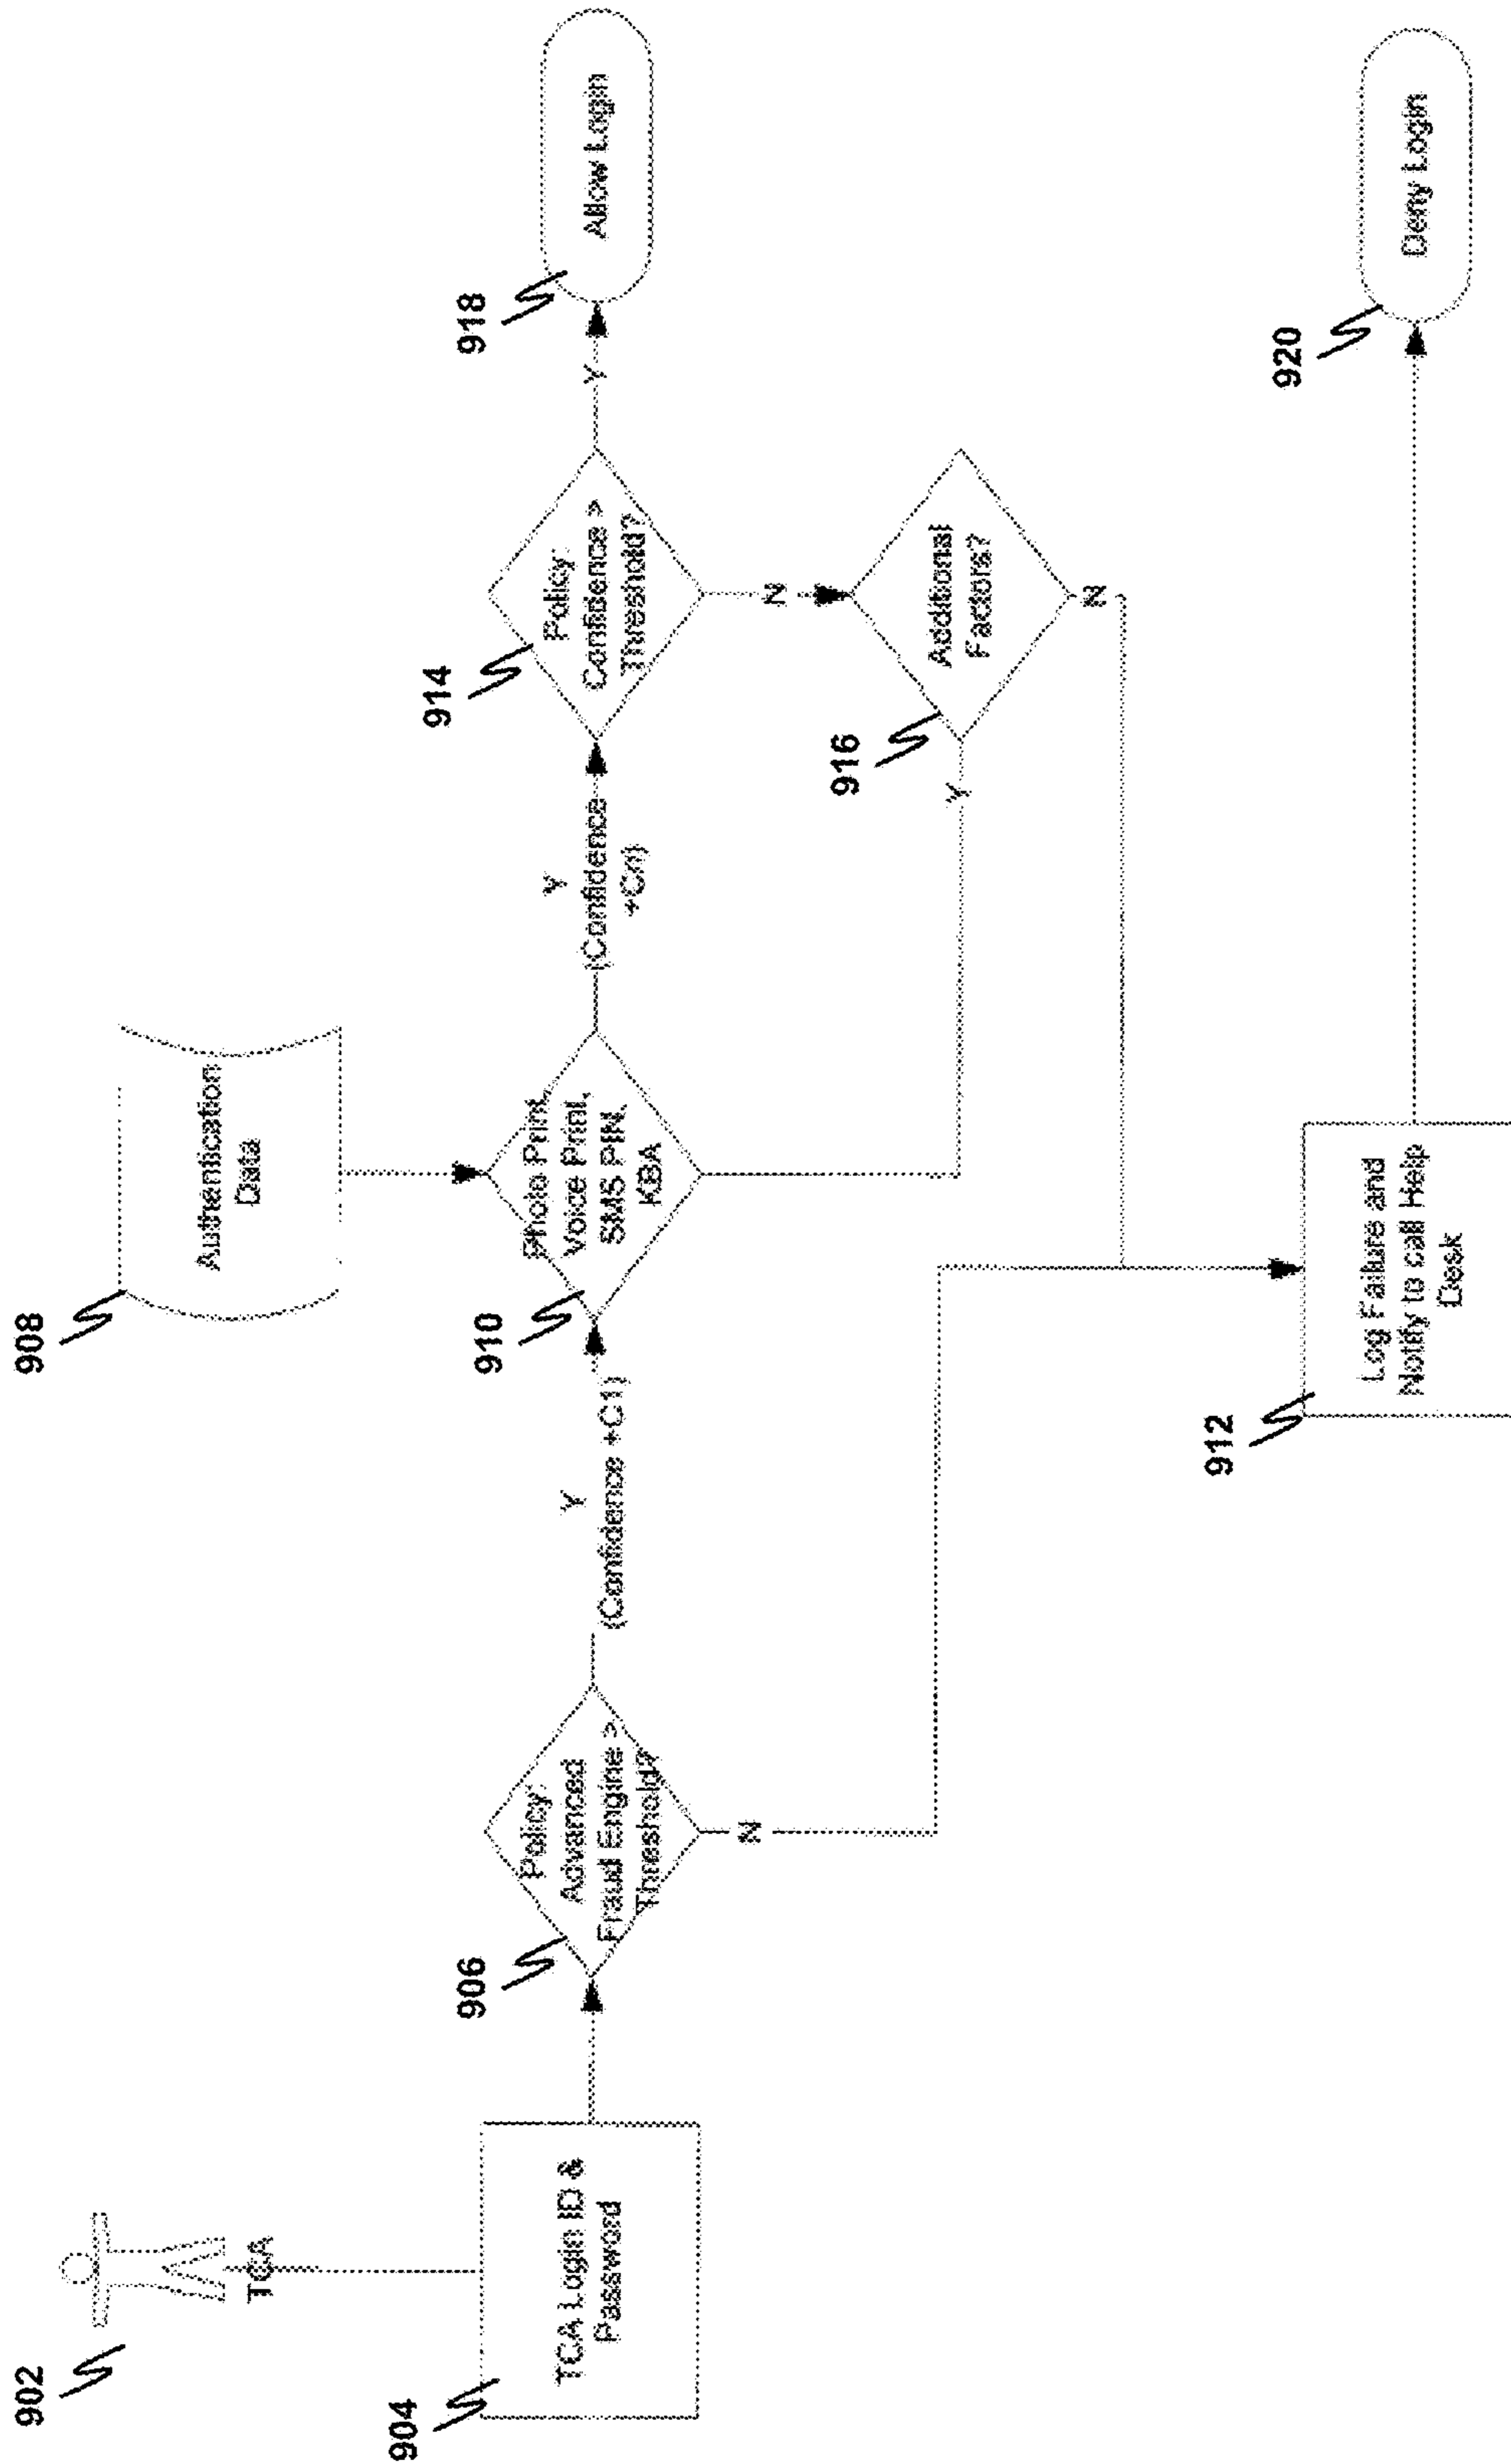 902
TCA
904
TCA Login ID &
Password
906
Policy:
Advanced
Fraud Engine >
Threshold?
Y
(Confidence +C1)
N
908
Authentication
Data
910
Photo Print,
Voice Print,
SMS PIN,
KBA
Y
(Confidence
+Cn)
914
Policy:
Confidence >
Threshold?
Y
918
Allow Login
N
916
Additional
Factors?
Y
N
912
Log Failure and
Notify to call Help
Desk
920
Deny Login